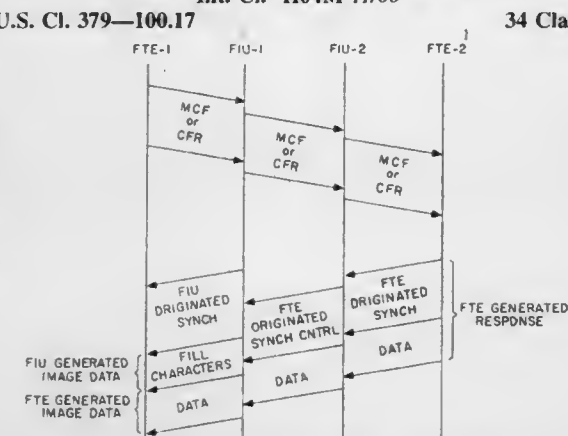 U.S. Cl. 379—100.17 34 Cla
FTE-1 FIU-1 FIU-2 FTE-2
MCF
or
CFR
MCF
or
CFR
MCF
or
CFR
FIU
ORIGINATED
SYNCH
FTE
ORIGINATED
SYNCH CNTRL
FTE
ORIGINATED
SYNCH
FTE GENERATED
RESPONSE
FIU GENERATED
IMAGE DATA
FILL
CHARACTERS
DATA
FTE GENERATED
IMAGE DATA
DATA
DATA